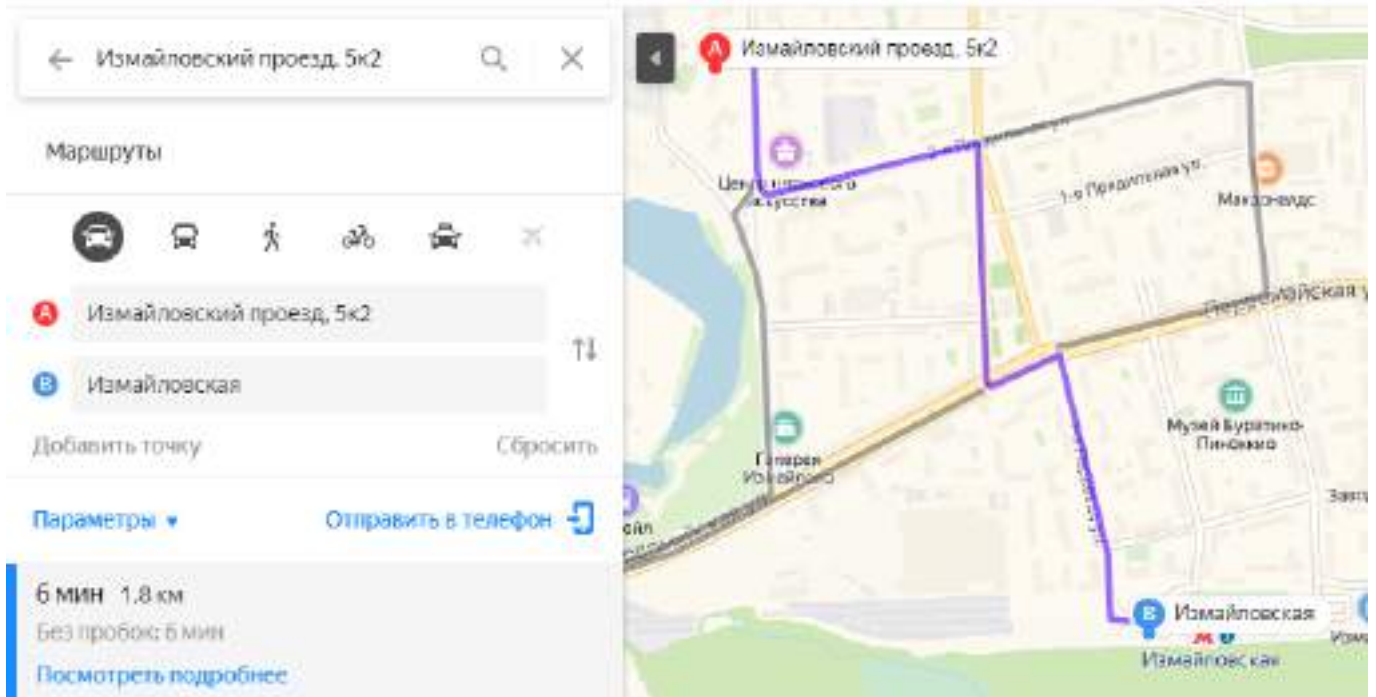 Измайловский проезд, 5к2
Маршруты
A Измайловский проезд, 5к2
B Измайловская
Добавить точку
Сбросить
Параметры
Отправить в телефон
6 мин 1.8 км
Без пробок: 6 мин
Посмотреть подробнее
A Измайловский проезд, 5к2
1-я Прядильная ул.
Макдоналдс
Первомайская у
Музей Буратино-
Пиноккио
Галерея
Измайлово
B Измайловская
Измайловская